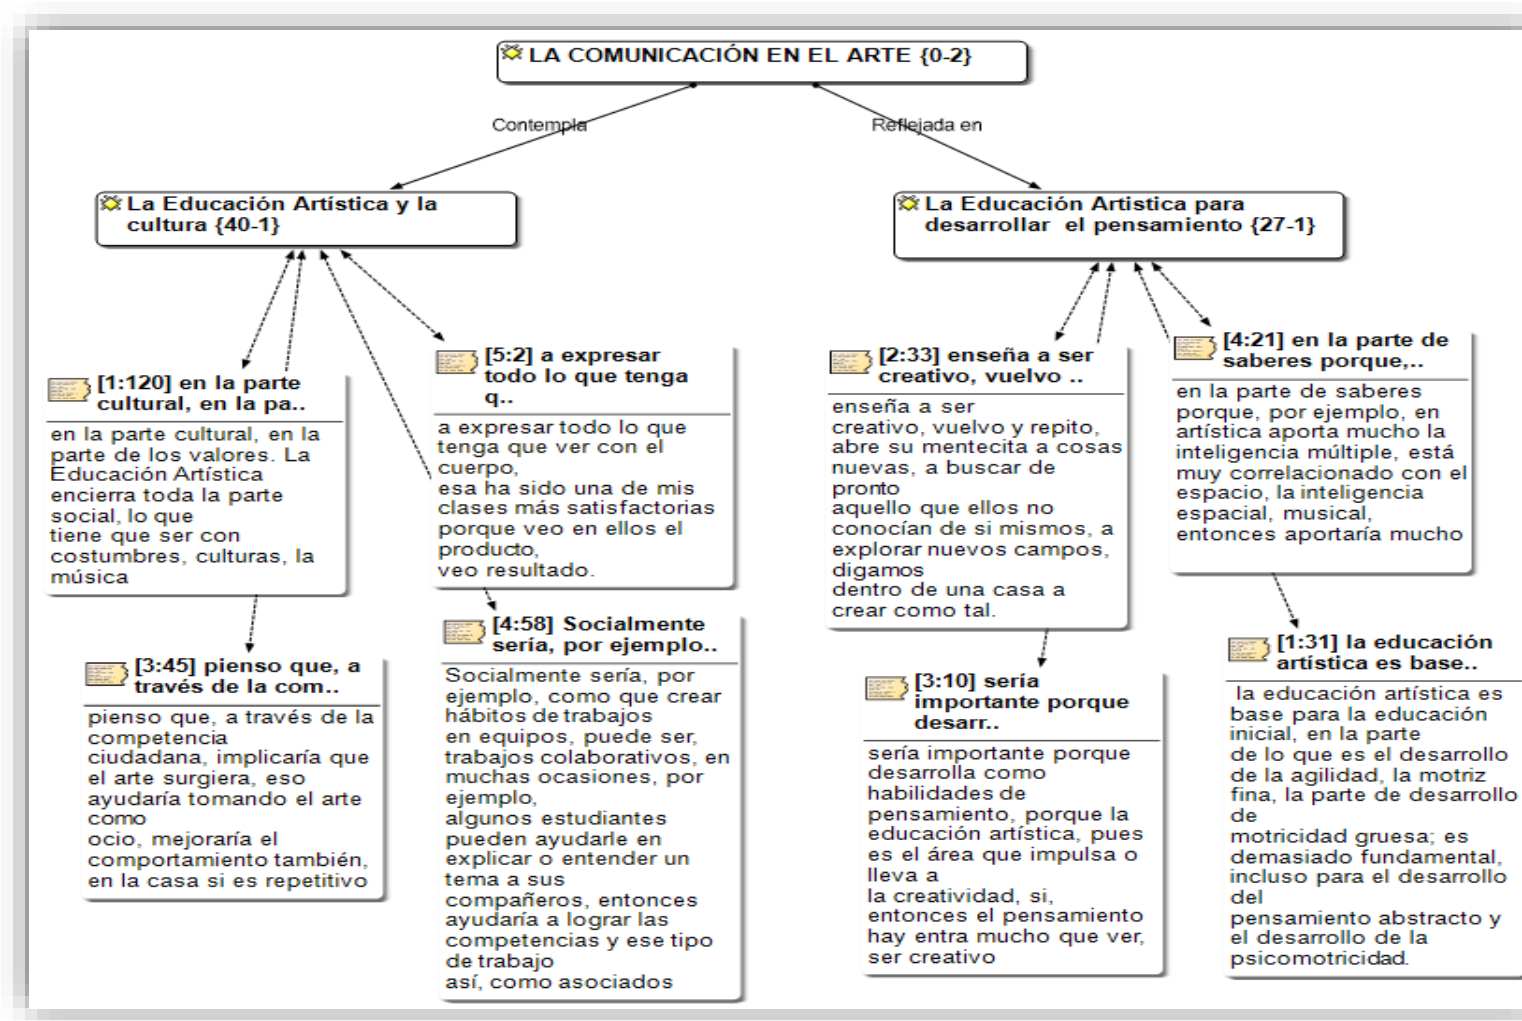 LA COMUNICACIÓN EN EL ARTE {0-2}
Contempla
Reflejada en
La Educación Artística y la
cultura {40-1}
La Educación Artistica para
desarrollar el pensamiento {27-1}
[1:120] en la parte
cultural, en la pa..
en la parte cultural, en la
parte de los valores. La
Educación Artística
encierra toda la parte
social, lo que
tiene que ser con
costumbres, culturas, la
música
[5:2] a expresar
todo lo que tenga
q..
a expresar todo lo que
tenga que ver con el
cuerpo,
esa ha sido una de mis
clases más satisfactorias
porque veo en ellos el
producto,
veo resultado.
[2:33] enseña a ser
creativo, vuelvo ..
enseña a ser
creativo, vuelvo y repito,
abre su mentecita a cosas
nuevas, a buscar de
pronto
aquello que ellos no
conocían de si mismos, a
explorar nuevos campos,
digamos
dentro de una casa a
crear como tal.
[4:21] en la parte de
saberes porque,..
en la parte de saberes
porque, por ejemplo, en
artística aporta mucho la
inteligencia múltiple, está
muy correlacionado con el
espacio, la inteligencia
espacial, musical,
entonces aportaría mucho
[3:45] pienso que, a
través de la com..
pienso que, a través de la
competencia
ciudadana, implicaría que
el arte surgiera, eso
ayudaría tomando el arte
como
ocio, mejoraría el
comportamiento también,
en la casa si es repetitivo
[4:58] Socialmente
sería, por ejemplo..
Socialmente sería, por
ejemplo, como que crear
hábitos de trabajos
en equipos, puede ser,
trabajos colaborativos, en
muchas ocasiones, por
ejemplo,
algunos estudiantes
pueden ayudarle en
explicar o entender un
tema a sus
compañeros, entonces
ayudaría a lograr las
competencias y ese tipo
de trabajo
así, como asociados
[3:10] sería
importante porque
desarr..
sería importante porque
desarrolla como
habilidades de
pensamiento, porque la
educación artística, pues
es el área que impulsa o
lleva a
la creatividad, si,
entonces el pensamiento
hay entra mucho que ver,
ser creativo
[1:31] la educación
artística es base..
la educación artística es
base para la educación
inicial, en la parte
de lo que es el desarrollo
de la agilidad, la motriz
fina, la parte de desarrollo
de
motricidad gruesa; es
demasiado fundamental,
incluso para el desarrollo
del
pensamiento abstracto y
el desarrollo de la
psicomotricidad.